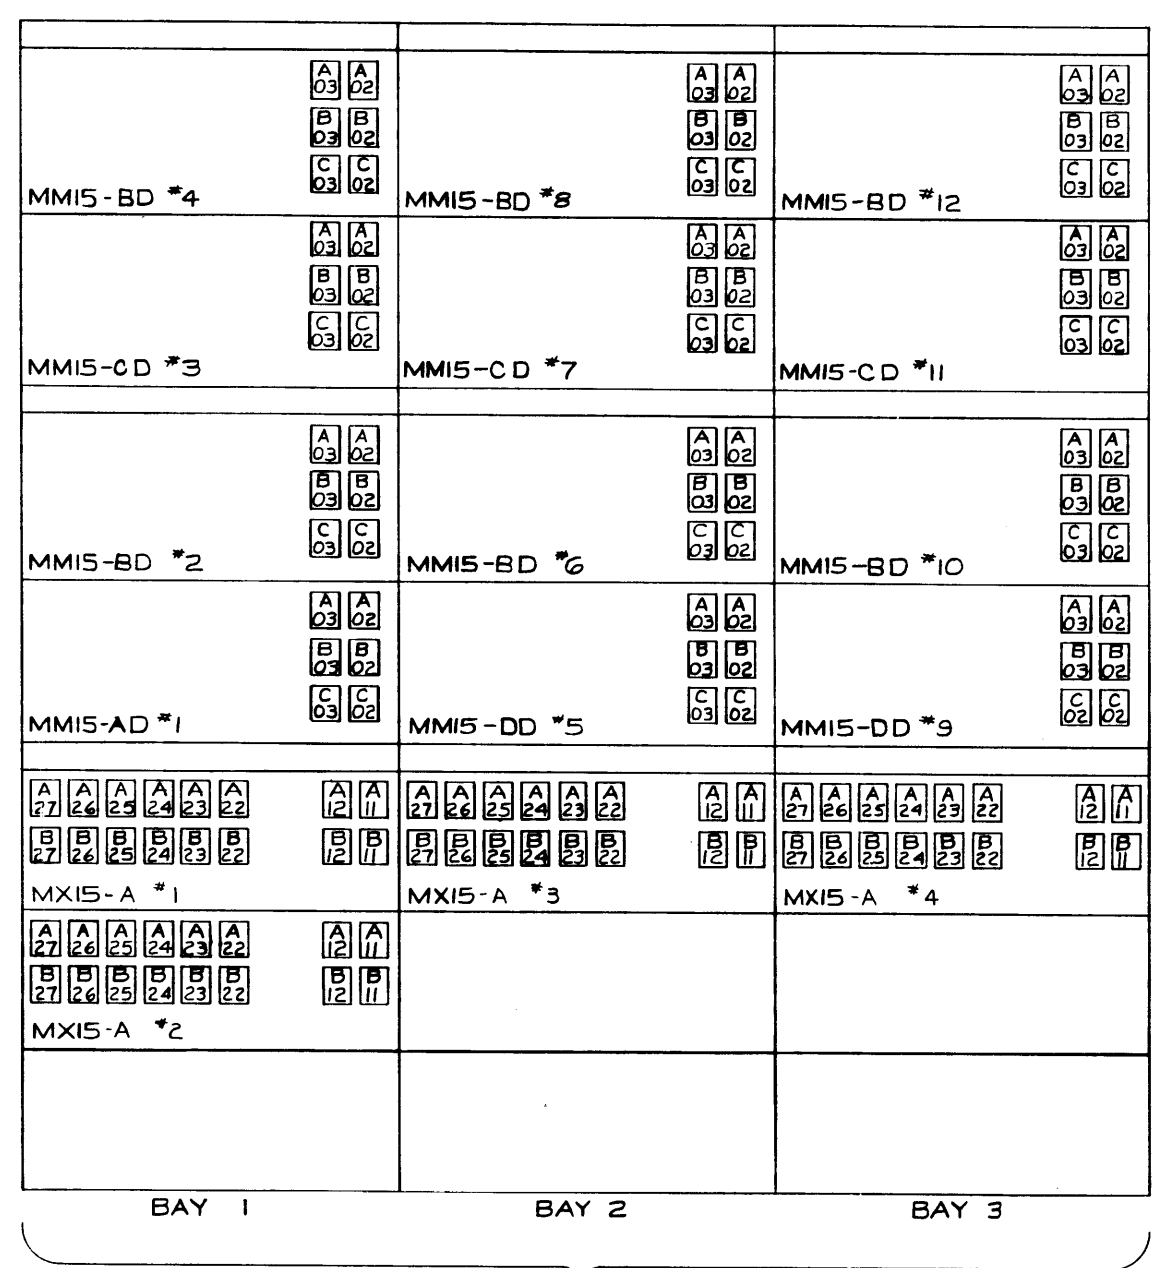 A A A A A A
03 02 03 02 03 02
B B B B B B
03 02 03 02 03 02
C C C C C C
03 02 03 02 03 02
MM15-BD #4 MM15-BD #8 MM15-BD #12
A A A A A A
03 02 03 02 03 02
B B B B B B
03 02 03 02 03 02
C C C C C C
03 02 03 02 03 02
MM15-CD #3 MM15-CD #7 MM15-CD #11
A A A A A A
03 02 03 02 03 02
B B B B B B
03 02 03 02 03 02
C C C C C C
03 02 03 02 03 02
MM15-BD #2 MM15-BD #6 MM15-BD #10
A A A A A A
03 02 03 02 03 02
B B B B B B
03 02 03 02 03 02
C C C C C C
03 02 03 02 02 02
MM15-AD #1 MM15-DD #5 MM15-DD #9
A A A A A A A A A A A A A A A A A A A A A A A A
27 26 25 24 23 22 12 11 27 26 25 24 23 22 12 11 27 26 25 24 23 22 12 11
B B B B B B B B B B B B B B B B B B B B B B B B
27 26 25 24 23 22 12 11 27 26 25 24 23 22 12 11 27 26 25 24 23 22 12 11
MX15-A #1 MX15-A #3 MX15-A #4
A A A A A A A A
27 26 25 24 23 22 12 11
B B B B B B B B
27 26 25 24 23 22 12 11
MX15-A #2
BAY 1 BAY 2 BAY 3